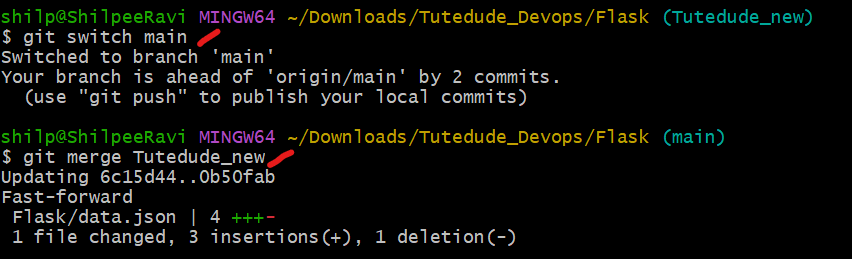 shilp@ShilpeeRavi MINGW64 ~/Downloads/Tutedude_Devops/Flask (Tutedude_new)
$ git switch main
Switched to branch 'main'
Your branch is ahead of 'origin/main' by 2 commits.
  (use "git push" to publish your local commits)

shilp@ShilpeeRavi MINGW64 ~/Downloads/Tutedude_Devops/Flask (main)
$ git merge Tutedude_new
Updating 6c15d44..0b50fab
Fast-forward
 Flask/data.json | 4 +++-
 1 file changed, 3 insertions(+), 1 deletion(-)